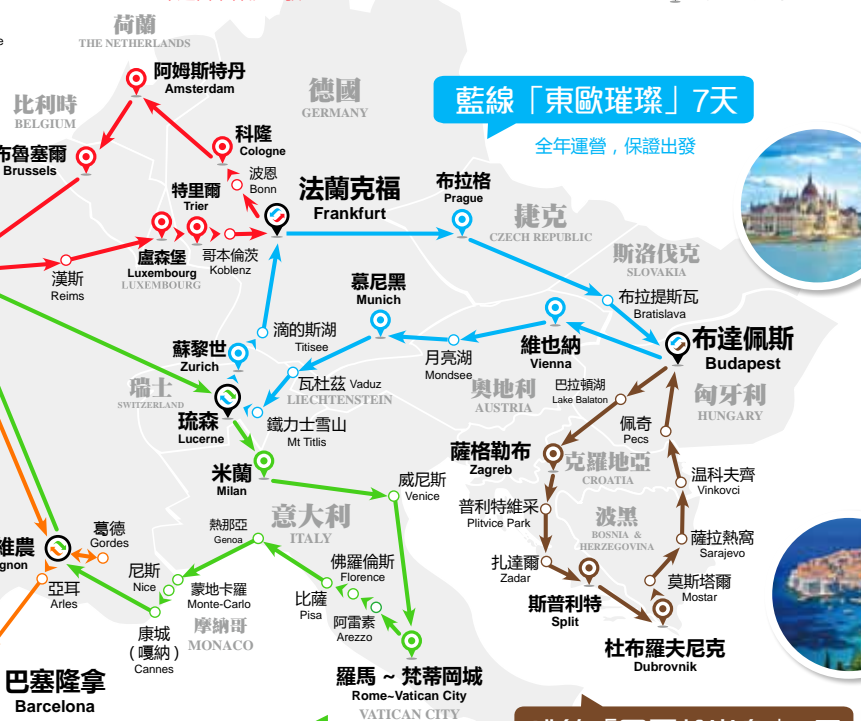 荷蘭
THE NETHERLANDS
阿姆斯特丹
Amsterdam
德國
GERMANY
藍線「東歐璀璨」7天
全年運營，保證出發
比利時
BELGIUM
布魯塞爾
Brussels
科隆
Cologne
波恩
Bonn
特里爾
Trier
法蘭克福
Frankfurt
布拉格
Prague
捷克
CZECH REPUBLIC
斯洛伐克
SLOVAKIA
盧森堡
Luxembourg
LUXEMBOURG
哥本倫茨
Koblenz
漢斯
Reims
慕尼黑
Munich
布拉提斯瓦
Bratislava
滴的斯湖
Titisee
蘇黎世
Zurich
月亮湖
Mondsee
維也納
Vienna
布達佩斯
Budapest
瑞士
SWITZERLAND
瓦杜茲 Vaduz
LIECHTENSTEIN
奧地利
AUSTRIA
巴拉頓湖
Lake Balaton
匈牙利
HUNGARY
琉森
Lucerne
鐵力士雪山
Mt Titlis
佩奇
Pecs
米蘭
Milan
威尼斯
Venice
薩格勒布
Zagreb
克羅地亞
CROATIA
温科夫齊
Vinkovci
意大利
ITALY
普利特維采
Plitvice Park
波黑
BOSNIA &
HERZEGOVINA
熱那亞
Genoa
薩拉熱窩
Sarajevo
維農
gnon
葛德
Gordes
亞耳
Arles
尼斯
Nice
蒙地卡羅
Monte-Carlo
佛羅倫斯
Florence
比薩
Pisa
阿雷素
Arezzo
扎達爾
Zadar
斯普利特
Split
莫斯塔爾
Mostar
康城
（嘎納）
Cannes
摩納哥
MONACO
杜布羅夫尼克
Dubrovnik
巴塞隆拿
Barcelona
羅馬 ~ 梵蒂岡城
Rome~Vatican City
VATICAN CITY